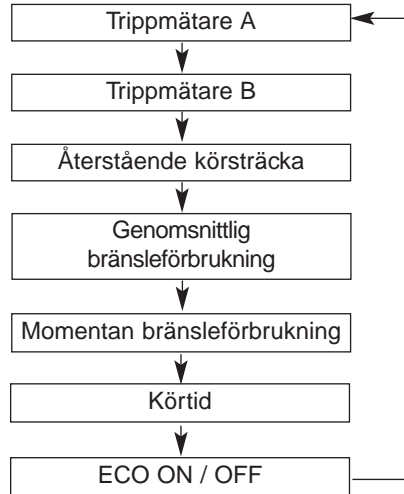 Trippmätare A
Trippmätare B
Återstående körsträcka
Genomsnittlig
bränsleförbrukning
Momentan bränsleförbrukning
Körtid
ECO ON / OFF